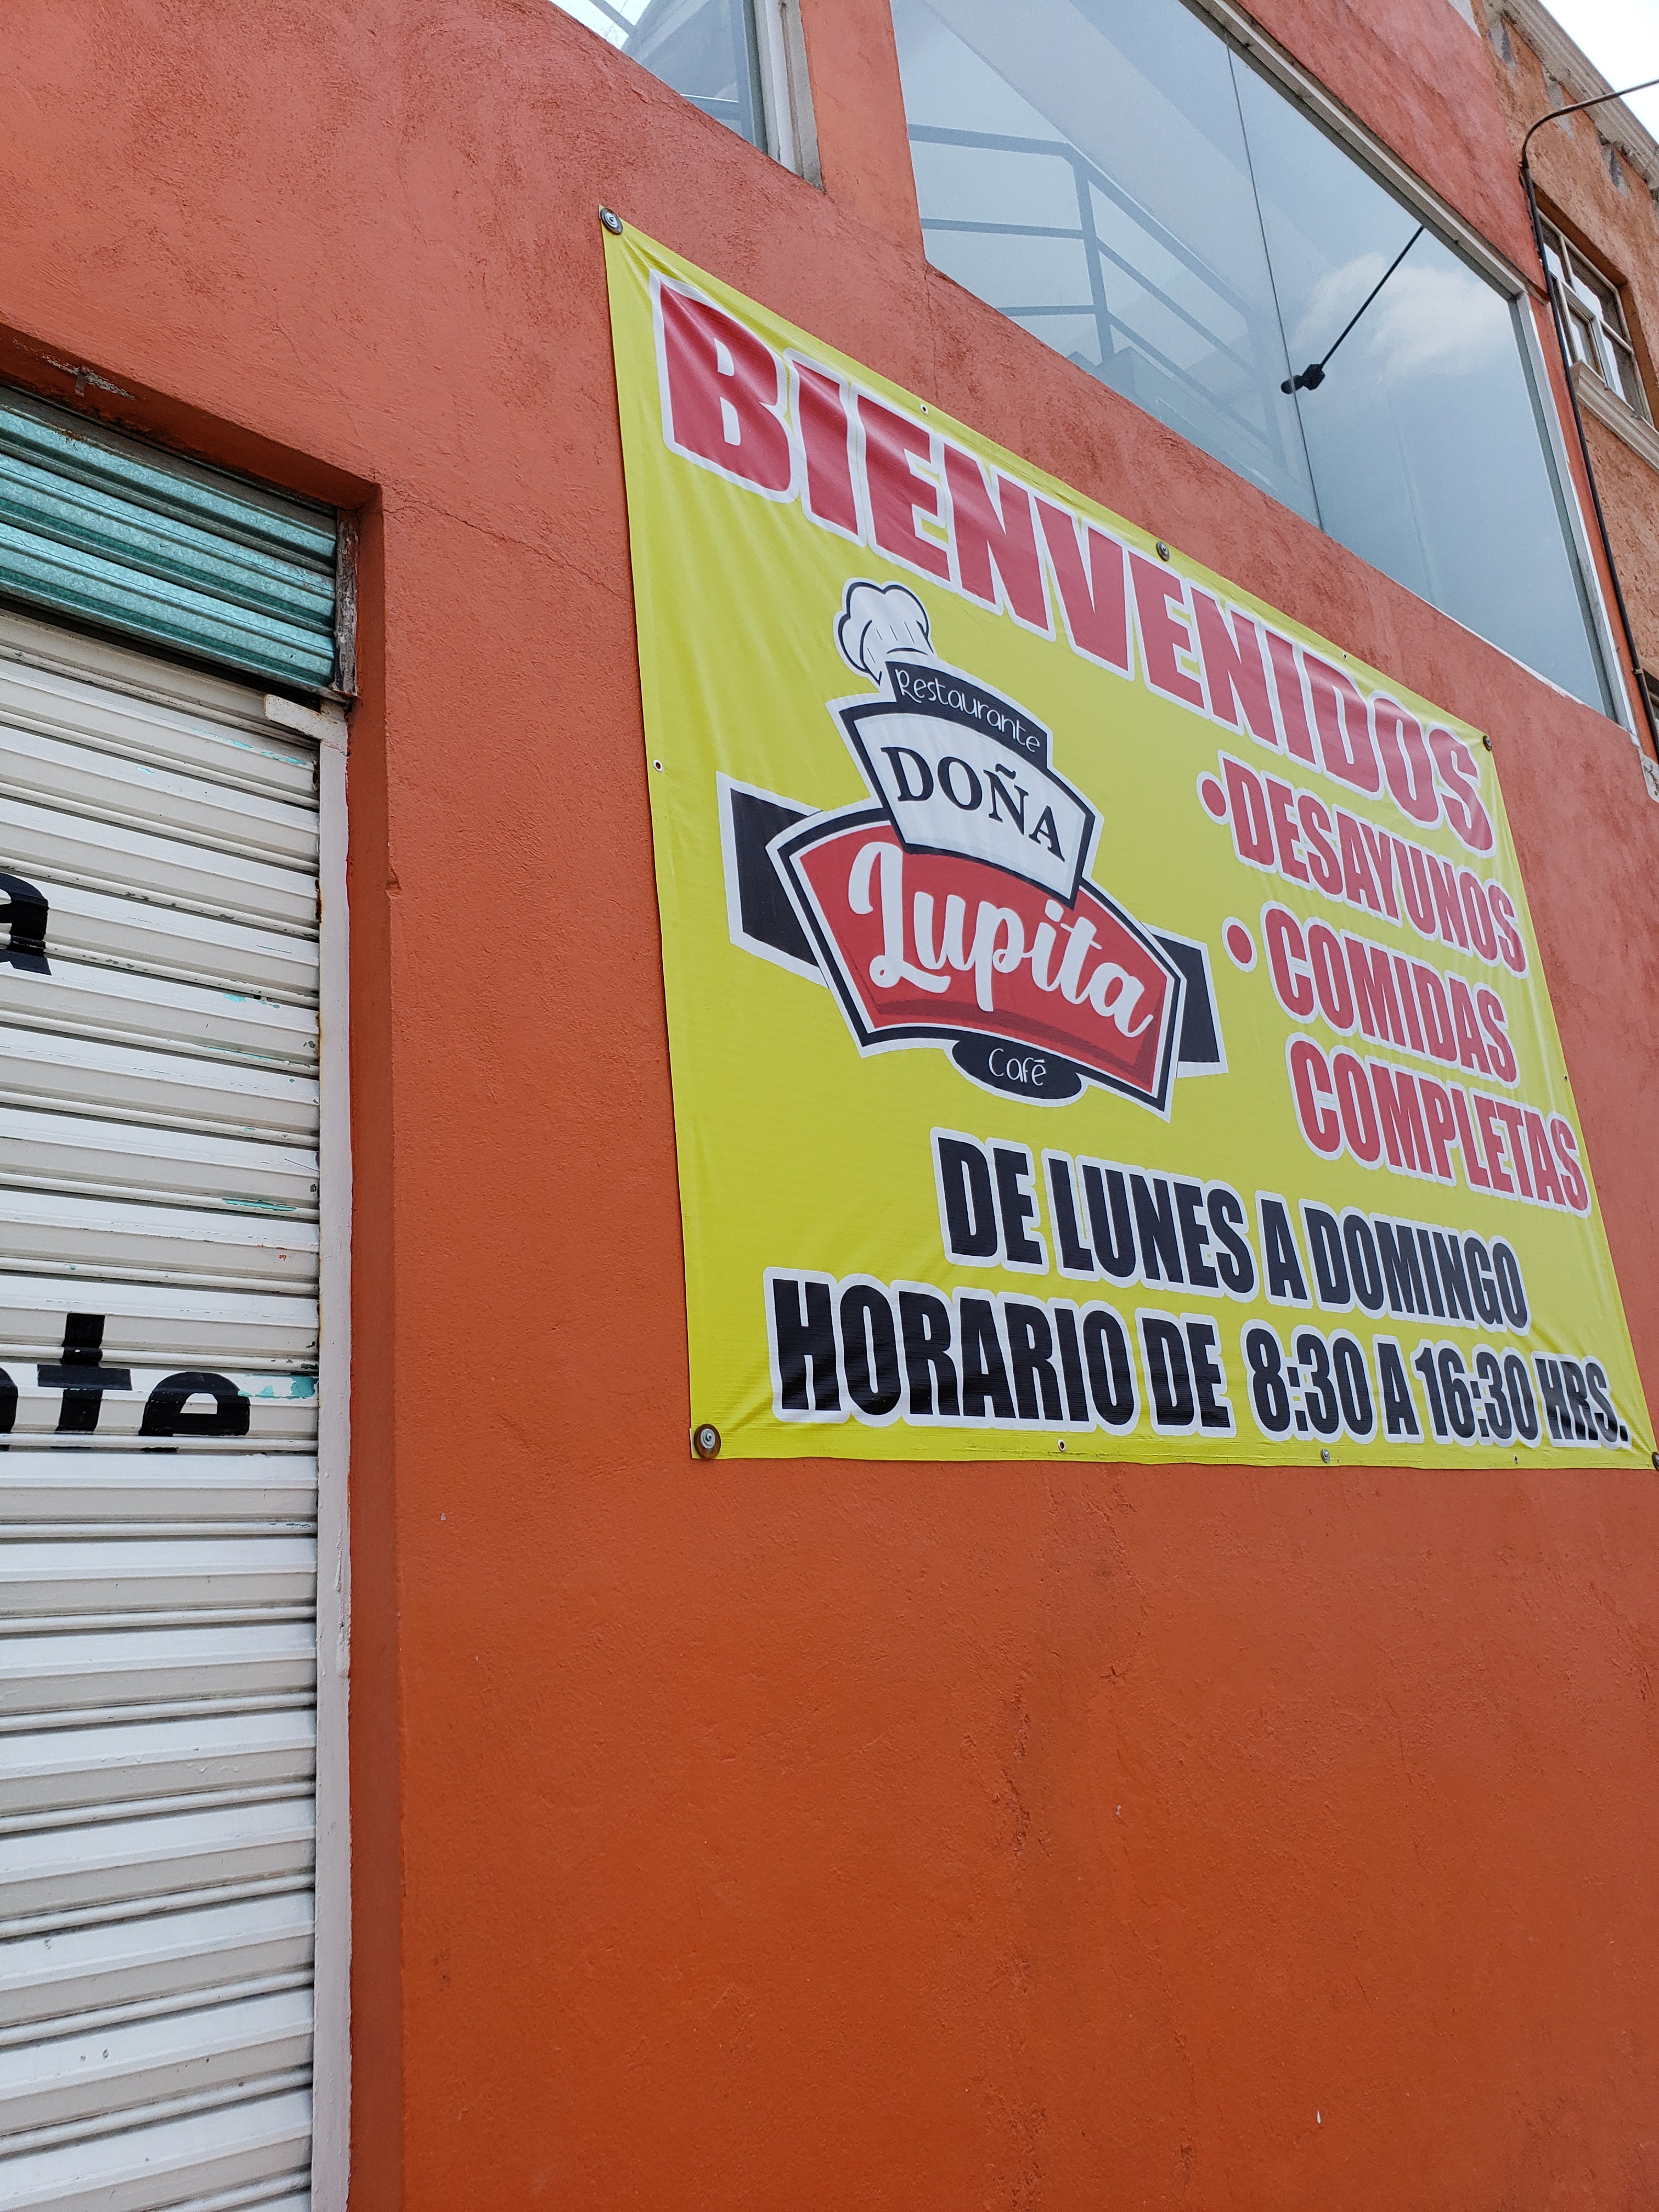 BIENVENIDOS
Restaurante
DOÑA
Lupita
Café
•DESAYUNOS
• COMIDAS
COMPLETAS
DE LUNES A DOMINGO
HORARIO DE 8:30 A 16:30 HRS.